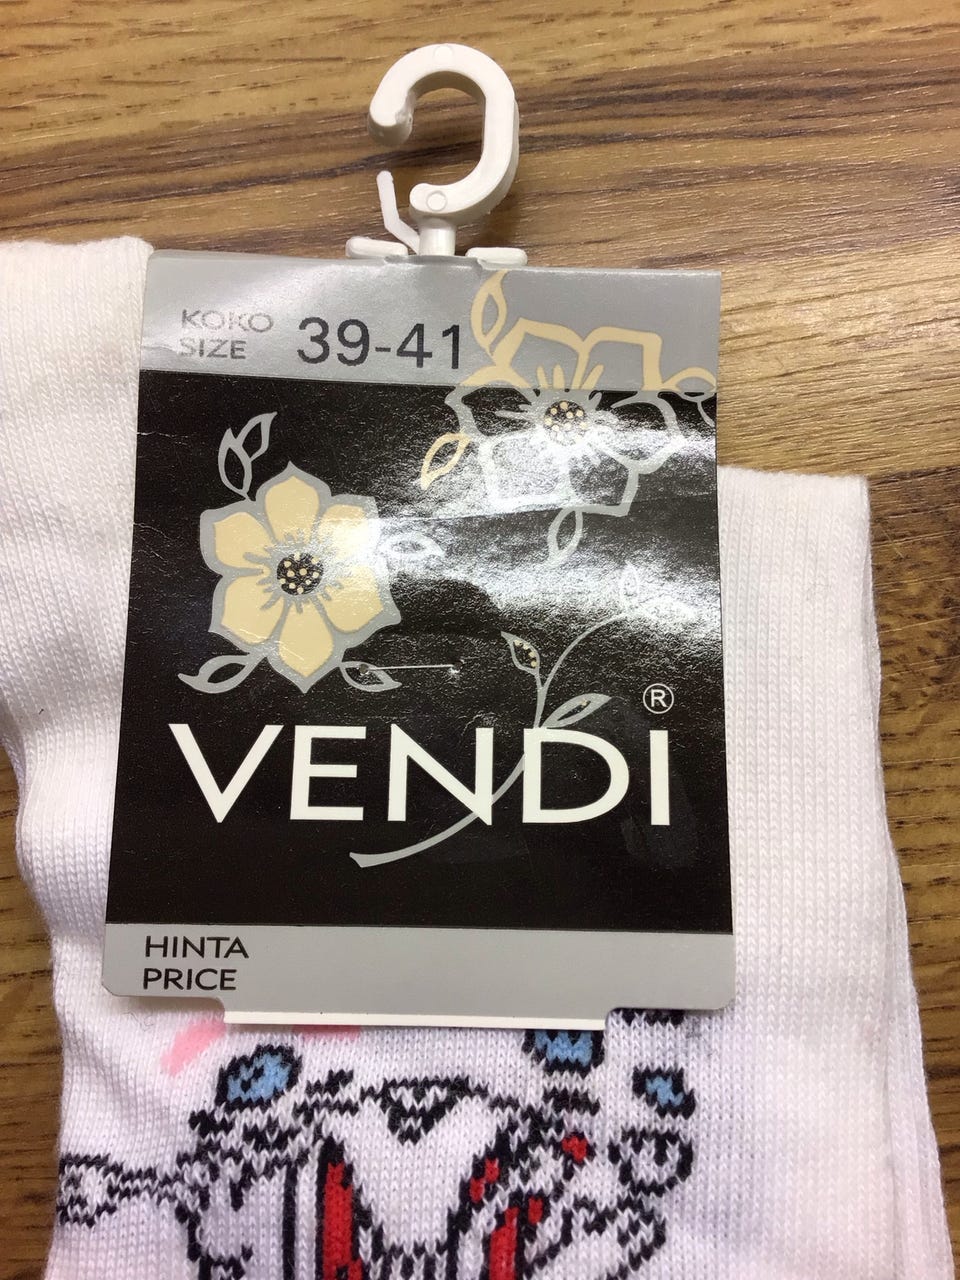 KOKO
SIZE 39-41
VENDI ®
HINTA
PRICE